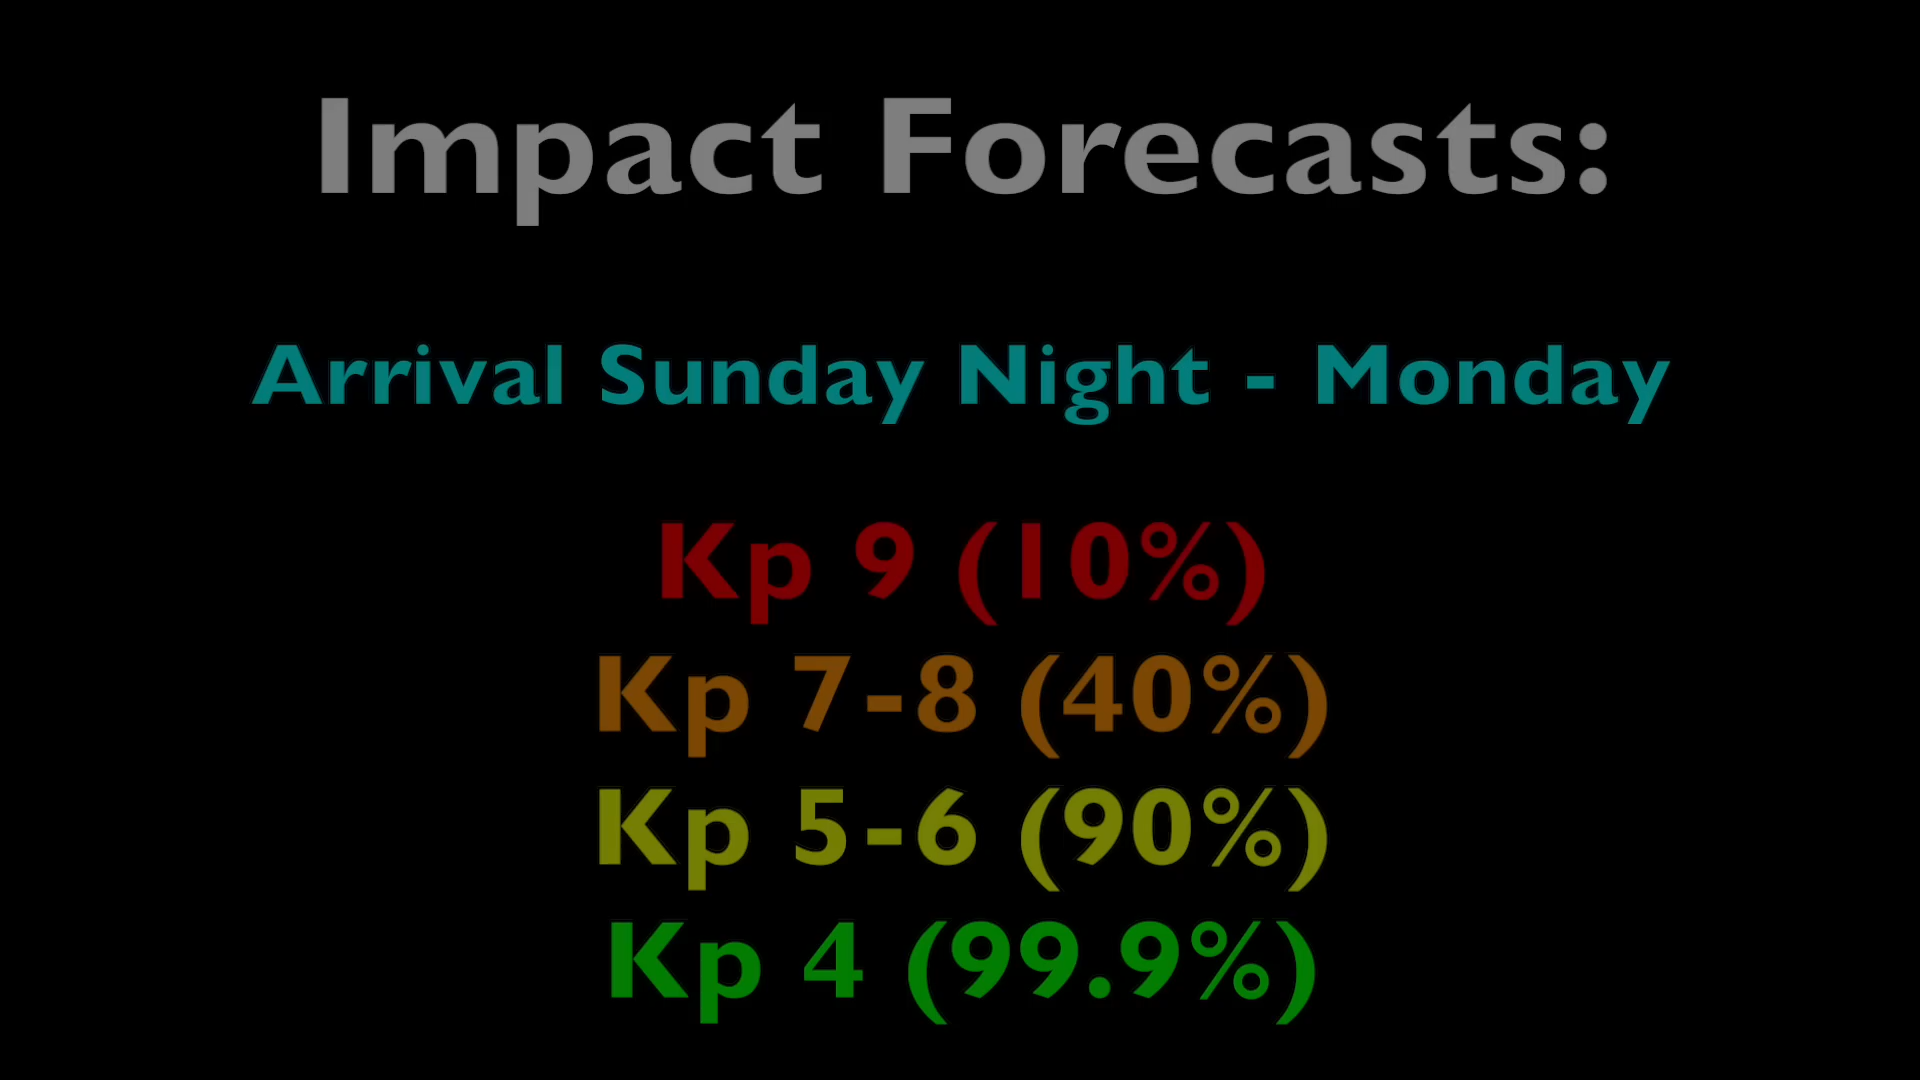 Impact Forecasts:
Arrival Sunday Night - Monday
Kp 9 (10%)
Kp 7-8 (40%)
Kp 5-6 (90%)
Kp 4 (99.9%)